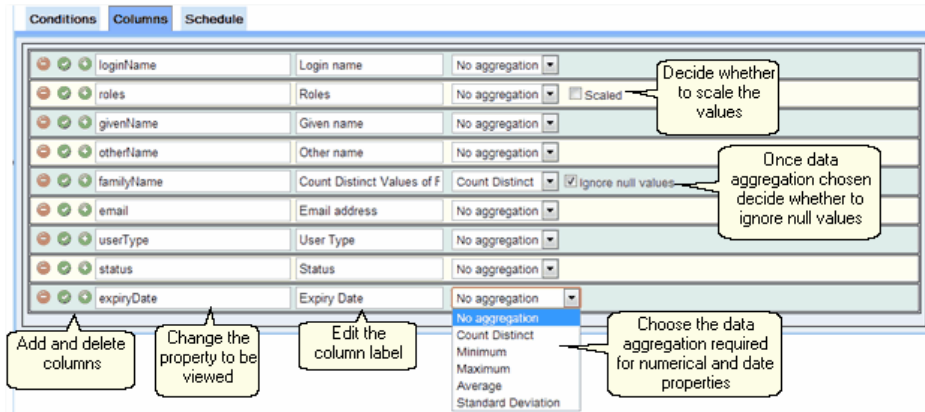 Conditions Columns Schedule
loginName Login name No aggregation
roles Roles No aggregation Scaled
Decide whether
to scale the
values
givenName Given name No aggregation
otherName Other name No aggregation
familyName Count Distinct Values of F Count Distinct Ignore null values
Once data
aggregation chosen
decide whether to
ignore null values
email Email address No aggregation
userType User Type No aggregation
status Status No aggregation
expiryDate Expiry Date No aggregation
No aggregation
Count Distinct
Minimum
Maximum
Average
Standard Deviation
Add and delete
columns
Change the
property to be
viewed
Edit the
column label
Choose the data
aggregation required
for numerical and date
properties